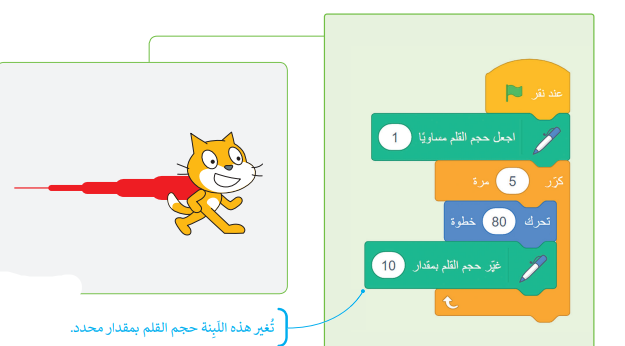 عند نقر
اجعل حجم القلم مساويًا 1
كرّر 5 مرة
تحرك 80 خطوة
غيّر حجم القلم بمقدار 10
تُغير هذه اللَبِنة حجم القلم بمقدار محدد.